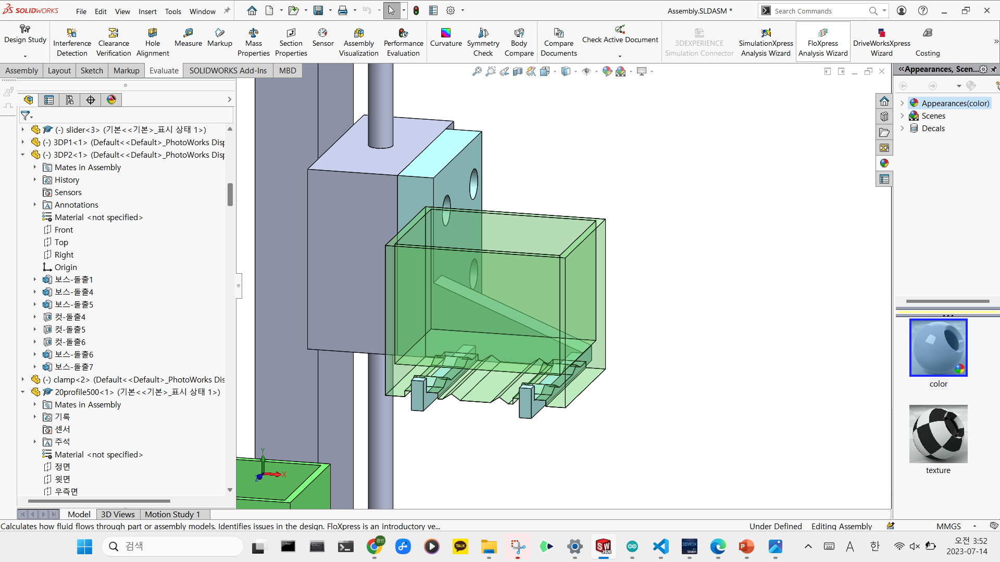 SOLIDWORKS File Edit View Insert Tools Window Assembly.SLDASM * Search Commands
Design Study
Interference Detection
Clearance Verification
Hole Alignment
Measure
Markup
Mass Properties
Section Properties
Sensor
Assembly Visualization
Performance Evaluation
Curvature
Symmetry Check
Body Compare
Compare Documents
Check Active Document
3DEXPERIENCE Simulation Connector
SimulationXpress Analysis Wizard
FloXpress Analysis Wizard
DriveWorksXpress Wizard
Costing
Assembly Layout Sketch Markup Evaluate SOLIDWORKS Add-Ins MBD
(-) slider<3> (기본<<기본>_표시 상태 1>)
(-) 3DP1<1> (Default<<Default>_PhotoWorks Disp
(-) 3DP2<1> (Default<<Default>_PhotoWorks Disp
Mates in Assembly
History
Sensors
Annotations
Material <not specified>
Front
Top
Right
Origin
보스-돌출1
보스-돌출4
보스-돌출5
컷-돌출4
컷-돌출5
컷-돌출6
보스-돌출6
보스-돌출7
(-) clamp<2> (Default<<Default>_PhotoWorks Dis
20profile500<1> (기본<<기본>_표시 상태 1>)
Mates in Assembly
기록
센서
주석
Material <not specified>
정면
윗면
우측면
Y
X
Z
Appearances, Scen...
Appearances(color)
Scenes
Decals
color
texture
Model 3D Views Motion Study 1
Calculates how fluid flows through part or assembly models. Identifies issues in the design. FloXpress is an introductory ve...
Under Defined Editing Assembly MMGS
검색
TALK
SW
2020
3DWOX
Sindoh
A 한
오전 3:52
2023-07-14